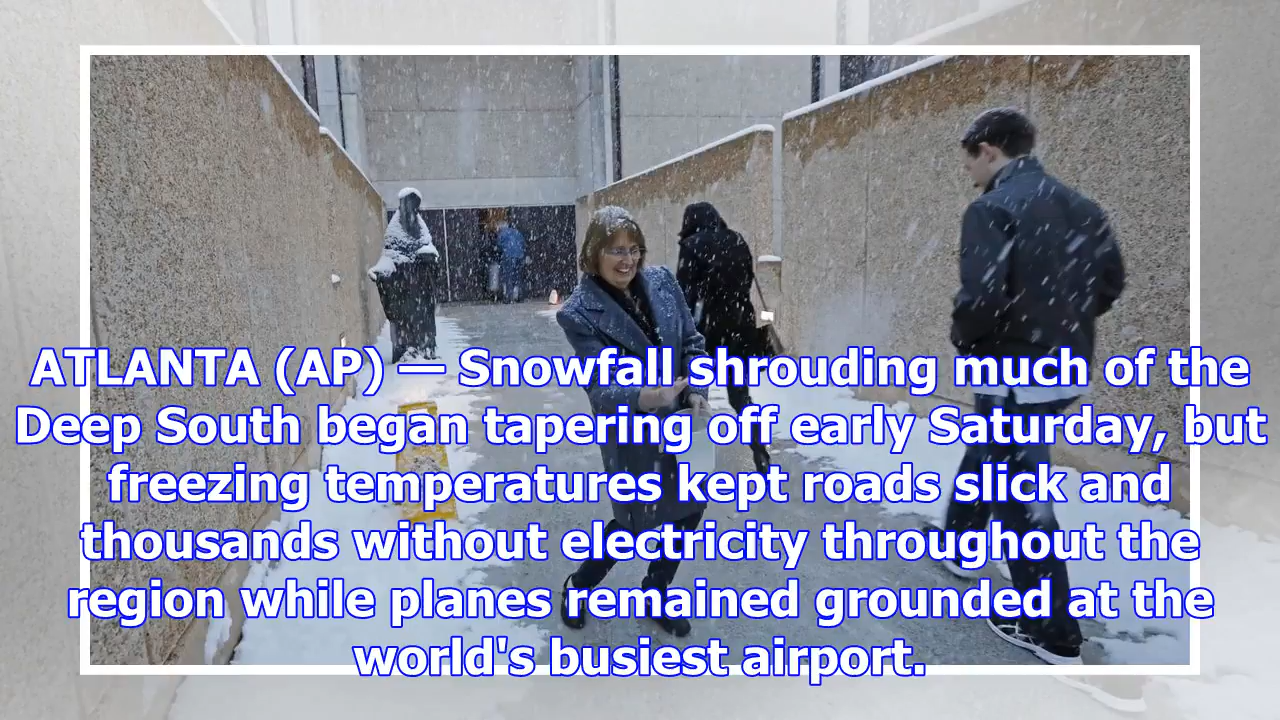 ATLANTA (AP) — Snowfall shrouding much of the
Deep South began tapering off early Saturday, but
freezing temperatures kept roads slick and
thousands without electricity throughout the
region while planes remained grounded at the
world's busiest airport.